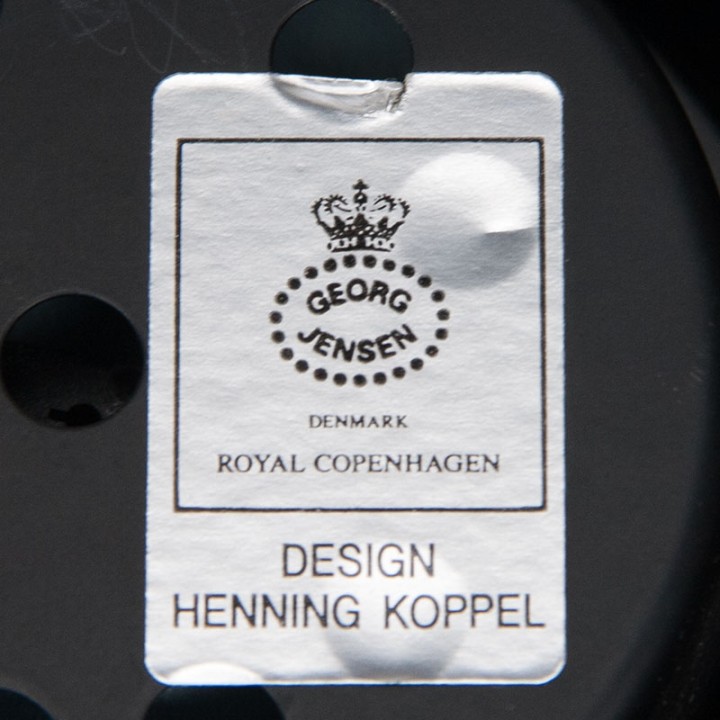 GEORG
JENSEN
DENMARK
ROYAL COPENHAGEN
DESIGN
HENNING KOPPEL